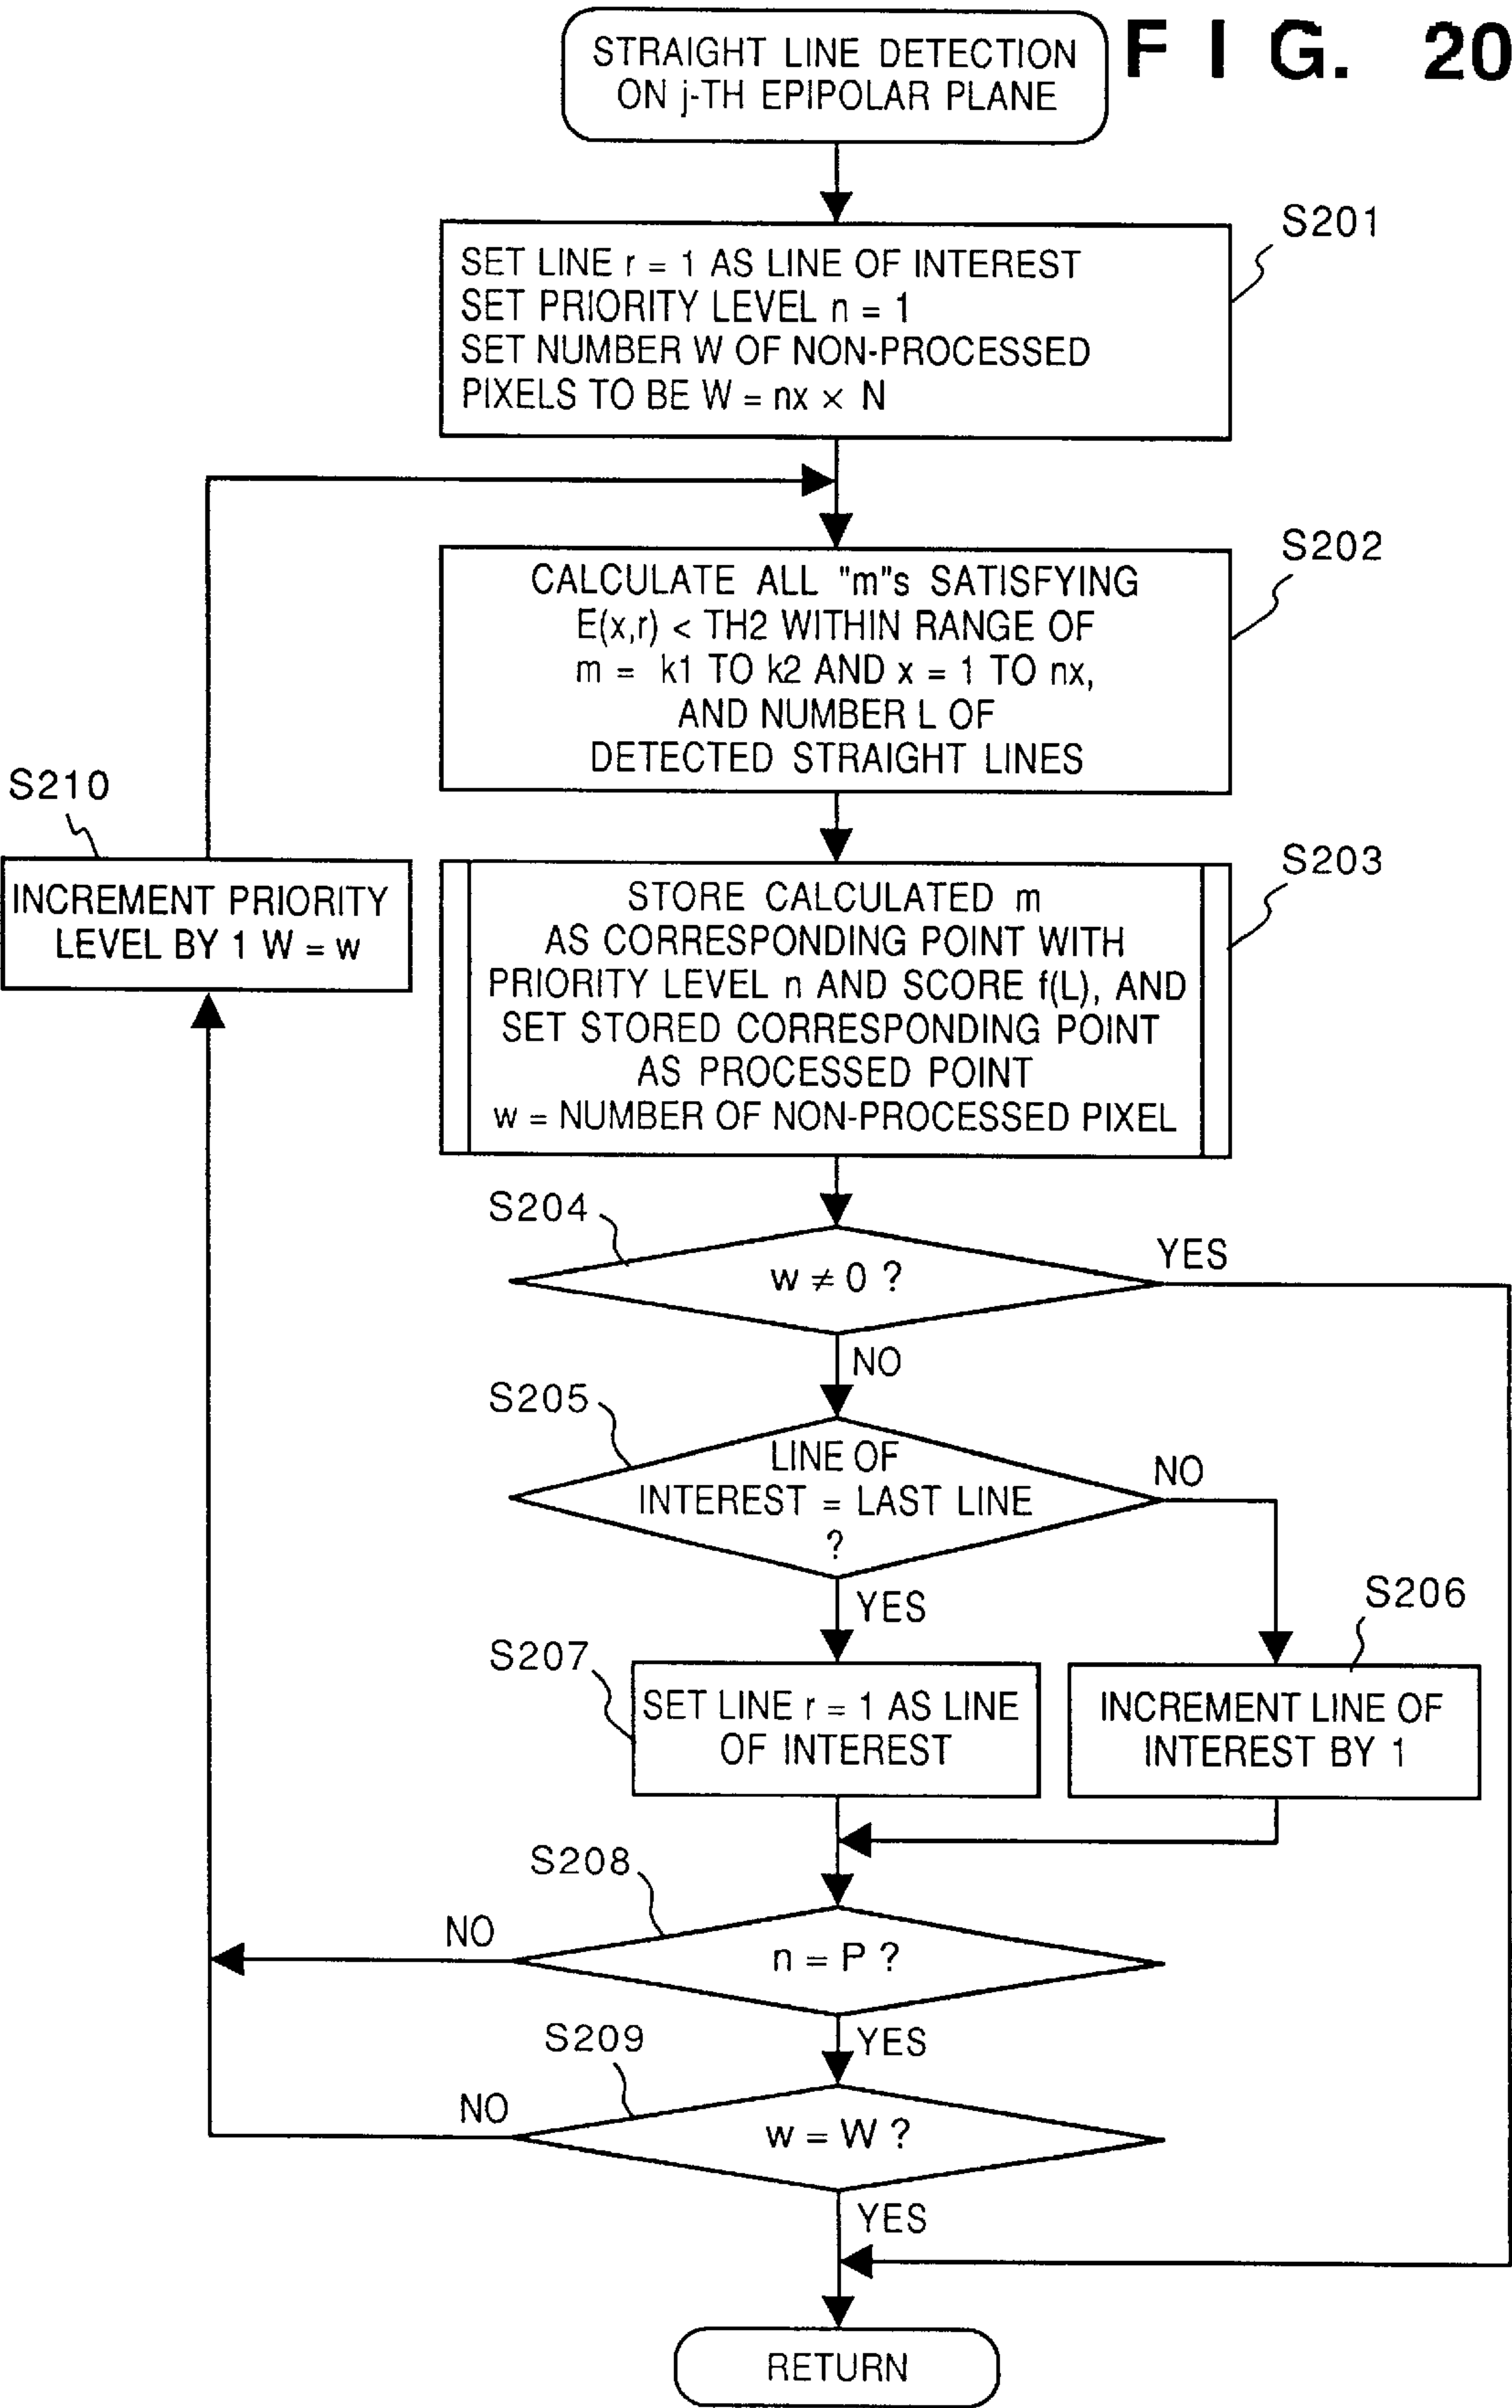 STRAIGHT LINE DETECTION
ON j-TH EPIPOLAR PLANE
F I G. 20
S201
SET LINE r = 1 AS LINE OF INTEREST
SET PRIORITY LEVEL n = 1
SET NUMBER W OF NON-PROCESSED
PIXELS TO BE W = nx × N
S202
CALCULATE ALL "m"s SATISFYING
E(x,r) < TH2 WITHIN RANGE OF
m = k1 TO k2 AND x = 1 TO nx,
AND NUMBER L OF
DETECTED STRAIGHT LINES
S210
INCREMENT PRIORITY
LEVEL BY 1 W = w
S203
STORE CALCULATED m
AS CORRESPONDING POINT WITH
PRIORITY LEVEL n AND SCORE f(L), AND
SET STORED CORRESPONDING POINT
AS PROCESSED POINT
w = NUMBER OF NON-PROCESSED PIXEL
S204
w ≠ 0 ?
YES
NO
S205
LINE OF
INTEREST = LAST LINE
?
NO
YES
S206
INCREMENT LINE OF
INTEREST BY 1
S207
SET LINE r = 1 AS LINE
OF INTEREST
S208
n = P ?
NO
YES
S209
w = W ?
NO
YES
RETURN